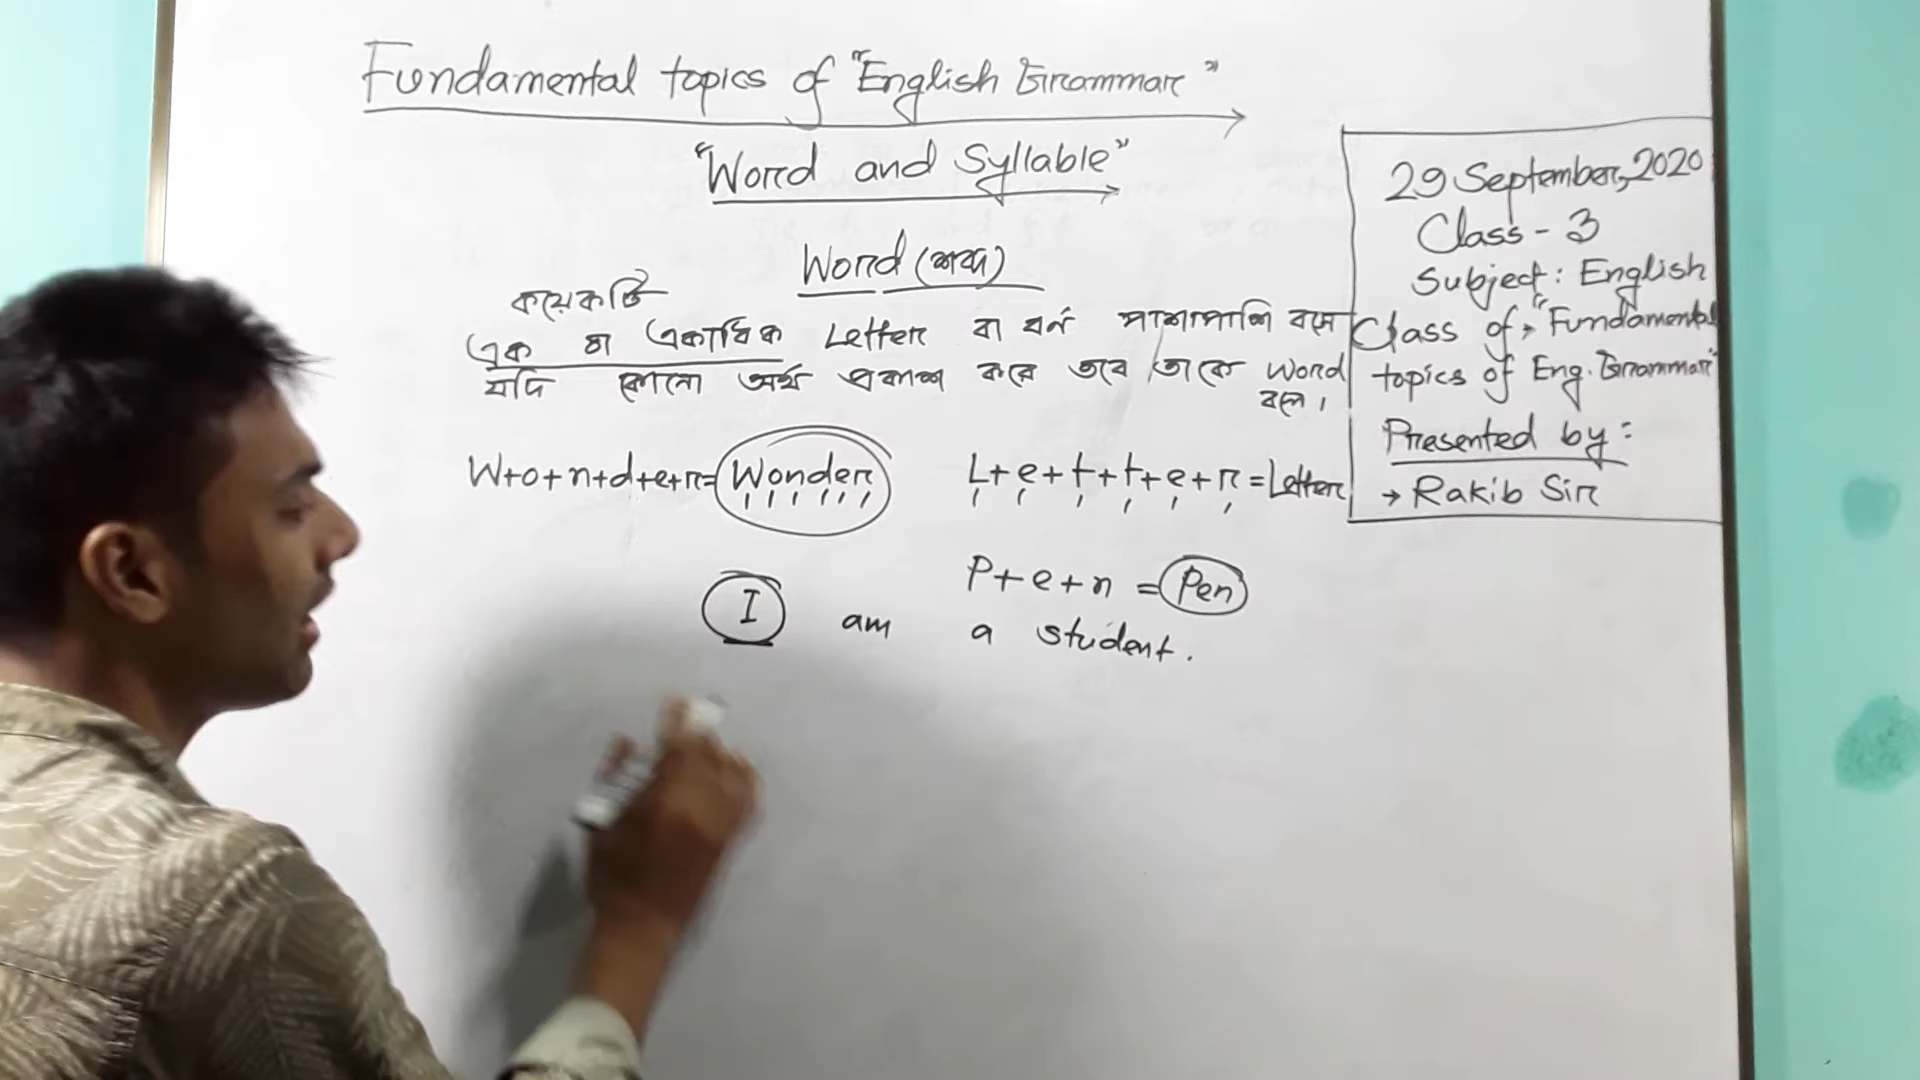 Fundamental topics of "English Grammar"
"Word and Syllable"
Word (শব্দ)
কয়েকটি
এক বা একাধিক Letter বা বর্ন পাশাপাশি বসে
যদি কোনো অর্থ প্রকাশ করে তবে তাকে Word
বলে।
W+o+n+d+e+r= Wonder
L+e+t+t+e+r = Letter
P+e+n = Pen
I am a student.
29 September, 2020
Class - 3
Subject: English
Class of "Fundamental
topics of Eng. Grammar"
Presented by:
→ Rakib Sir